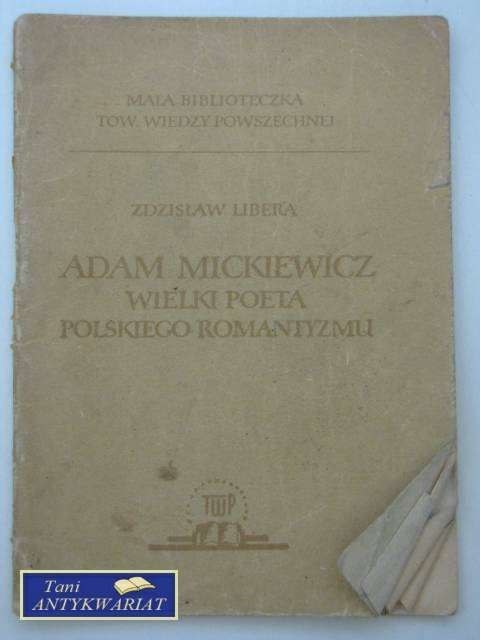 MAŁA BIBLIOTECZKA
TOW. WIEDZY POWSZECHNEJ
ZDZISŁAW LIBERA
ADAM MICKIEWICZ
WIELKI POETA
POLSKIEGO ROMANTYZMU
TWP
Tani
ANTYKWARIAT